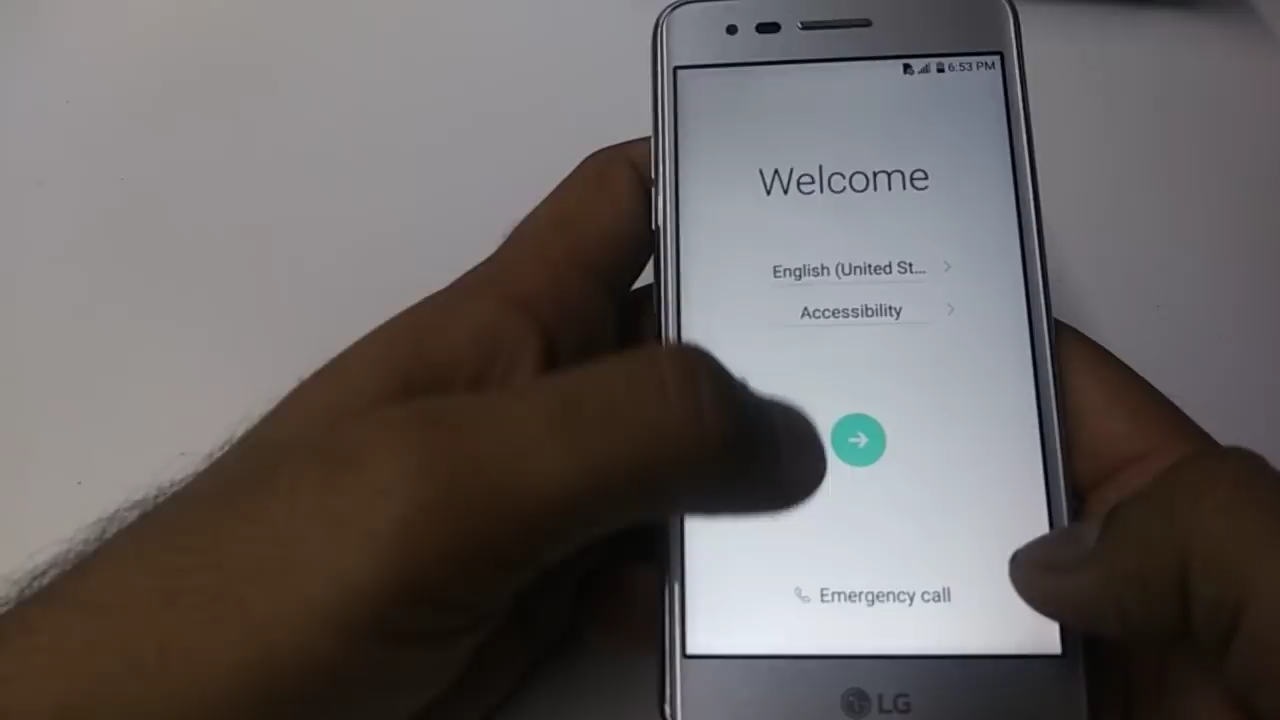 6:53 PM
Welcome
English (United St...
Accessibility
Emergency call
LG